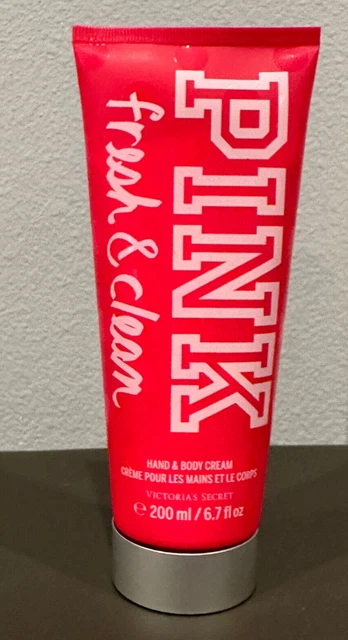 PINK
fresh & clean
HAND & BODY CREAM
CRÈME POUR LES MAINS ET LE CORPS
VICTORIA'S SECRET
℮ 200 ml / 6.7 fl oz